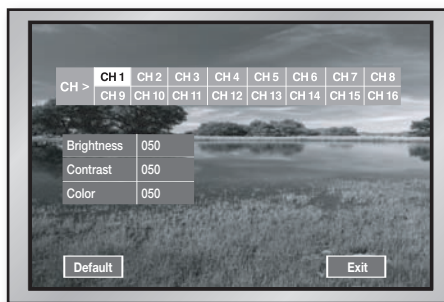 CH > CH 1 CH 2 CH 3 CH 4 CH 5 CH 6 CH 7 CH 8
CH 9 CH 10 CH 11 CH 12 CH 13 CH 14 CH 15 CH 16
Brightness 050
Contrast 050
Color 050
Default Exit